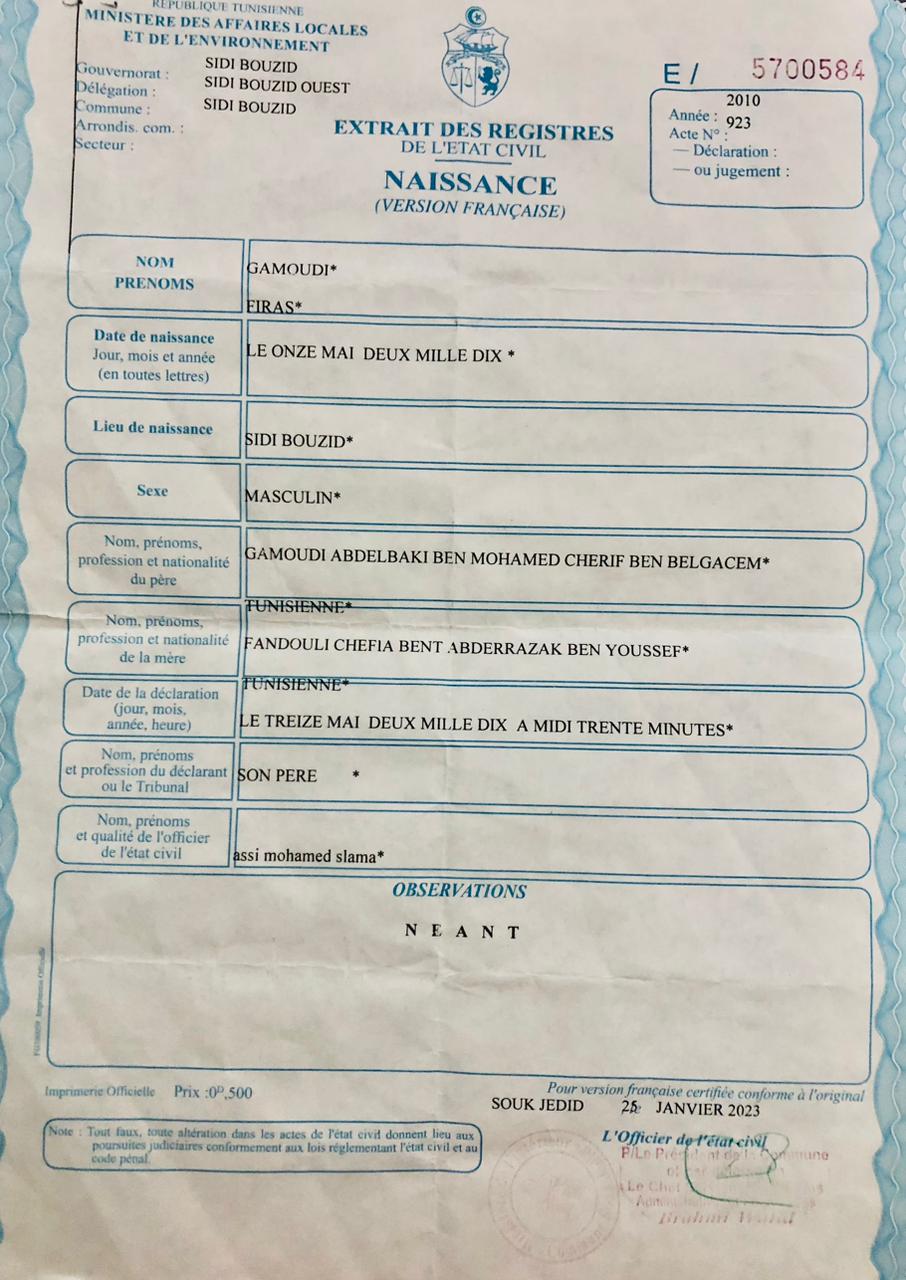 REPUBLIQUE TUNISIENNE
MINISTERE DES AFFAIRES LOCALES
ET DE L'ENVIRONNEMENT
Gouvernorat : SIDI BOUZID
Délégation : SIDI BOUZID OUEST
Commune : SIDI BOUZID
Arrondis. com. :
Secteur :
E / 5700584
2010
Année : 923
Acte N° :
— Déclaration :
— ou jugement :
EXTRAIT DES REGISTRES
DE L'ETAT CIVIL
NAISSANCE
(VERSION FRANÇAISE)
NOM
PRENOMS
GAMOUDI*
FIRAS*
Date de naissance
Jour, mois et année
(en toutes lettres)
LE ONZE MAI DEUX MILLE DIX *
Lieu de naissance
SIDI BOUZID*
Sexe
MASCULIN*
Nom, prénoms,
profession et nationalité
du père
GAMOUDI ABDELBAKI BEN MOHAMED CHERIF BEN BELGACEM*
TUNISIENNE*
Nom, prénoms,
profession et nationalité
de la mère
FANDOULI CHEFIA BENT ABDERRAZAK BEN YOUSSEF*
TUNISIENNE*
Date de la déclaration
(jour, mois,
année, heure)
LE TREIZE MAI DEUX MILLE DIX A MIDI TRENTE MINUTES*
Nom, prénoms
et profession du déclarant
ou le Tribunal
SON PERE *
Nom, prénoms
et qualité de l'officier
de l'état civil
assi mohamed slama*
OBSERVATIONS
N E A N T
Imprimerie Officielle Prix :0ᴰ,500
Pour version française certifiée conforme à l'original
SOUK JEDID 25 JANVIER 2023
Note : Tout faux, toute altération dans les actes de l'état civil donnent lieu aux
poursuites judiciaires conformement aux lois réglementant l'état civil et au
code pénal.
L'Officier de l'état civil
P/Le Président de la Commune
Le Chef
Brahmi Walid